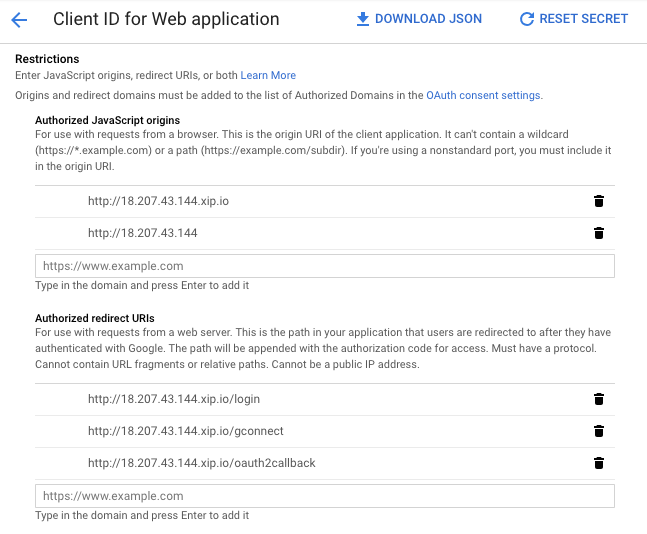 Client ID for Web application
DOWNLOAD JSON
RESET SECRET
Restrictions
Enter JavaScript origins, redirect URIs, or both Learn More
Origins and redirect domains must be added to the list of Authorized Domains in the OAuth consent settings.
Authorized JavaScript origins
For use with requests from a browser. This is the origin URI of the client application. It can't contain a wildcard
(https://*.example.com) or a path (https://example.com/subdir). If you're using a nonstandard port, you must include it
in the origin URI.
http://18.207.43.144.xip.io
http://18.207.43.144
https://www.example.com
Type in the domain and press Enter to add it
Authorized redirect URIs
For use with requests from a web server. This is the path in your application that users are redirected to after they have
authenticated with Google. The path will be appended with the authorization code for access. Must have a protocol.
Cannot contain URL fragments or relative paths. Cannot be a public IP address.
http://18.207.43.144.xip.io/login
http://18.207.43.144.xip.io/gconnect
http://18.207.43.144.xip.io/oauth2callback
https://www.example.com
Type in the domain and press Enter to add it